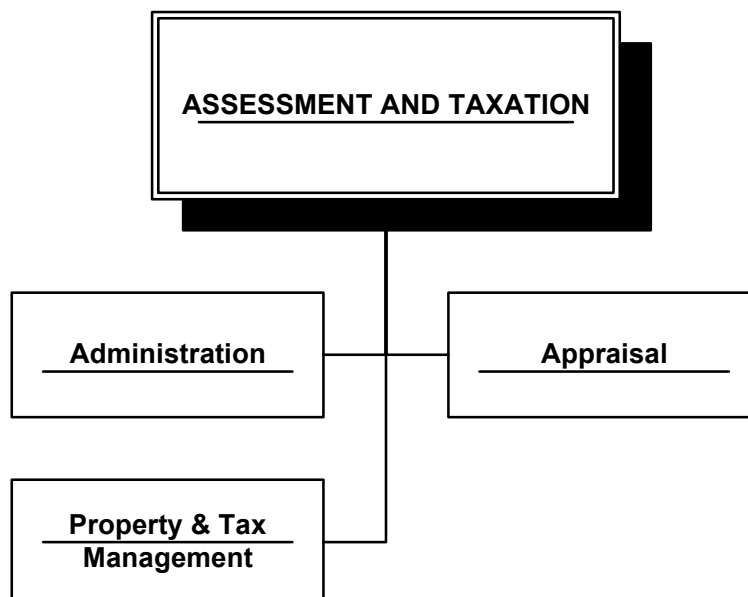 ASSESSMENT AND TAXATION
Administration
Appraisal
Property & Tax
Management